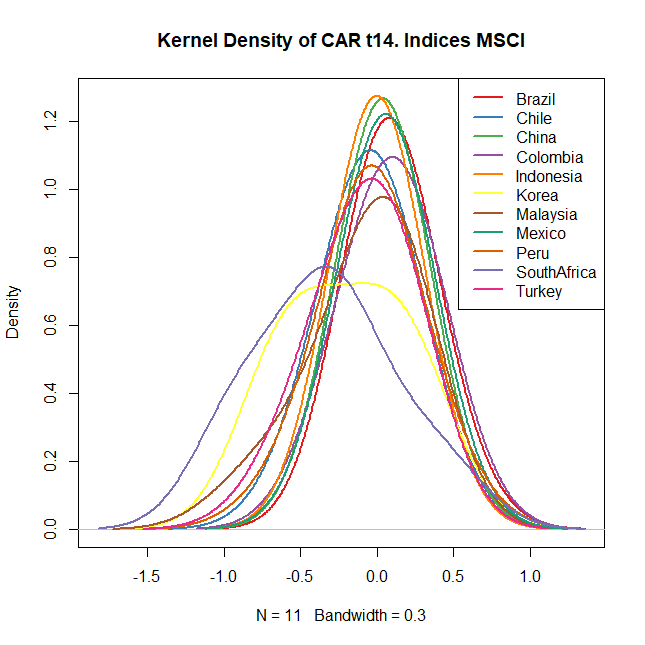 Kernel Density of CAR t14. Indices MSCI
Brazil
Chile
China
Colombia
Indonesia
Korea
Malaysia
Mexico
Peru
SouthAfrica
Turkey
Density
0.0
0.2
0.4
0.6
0.8
1.0
1.2
-1.5
-1.0
-0.5
0.0
0.5
1.0
N = 11 Bandwidth = 0.3